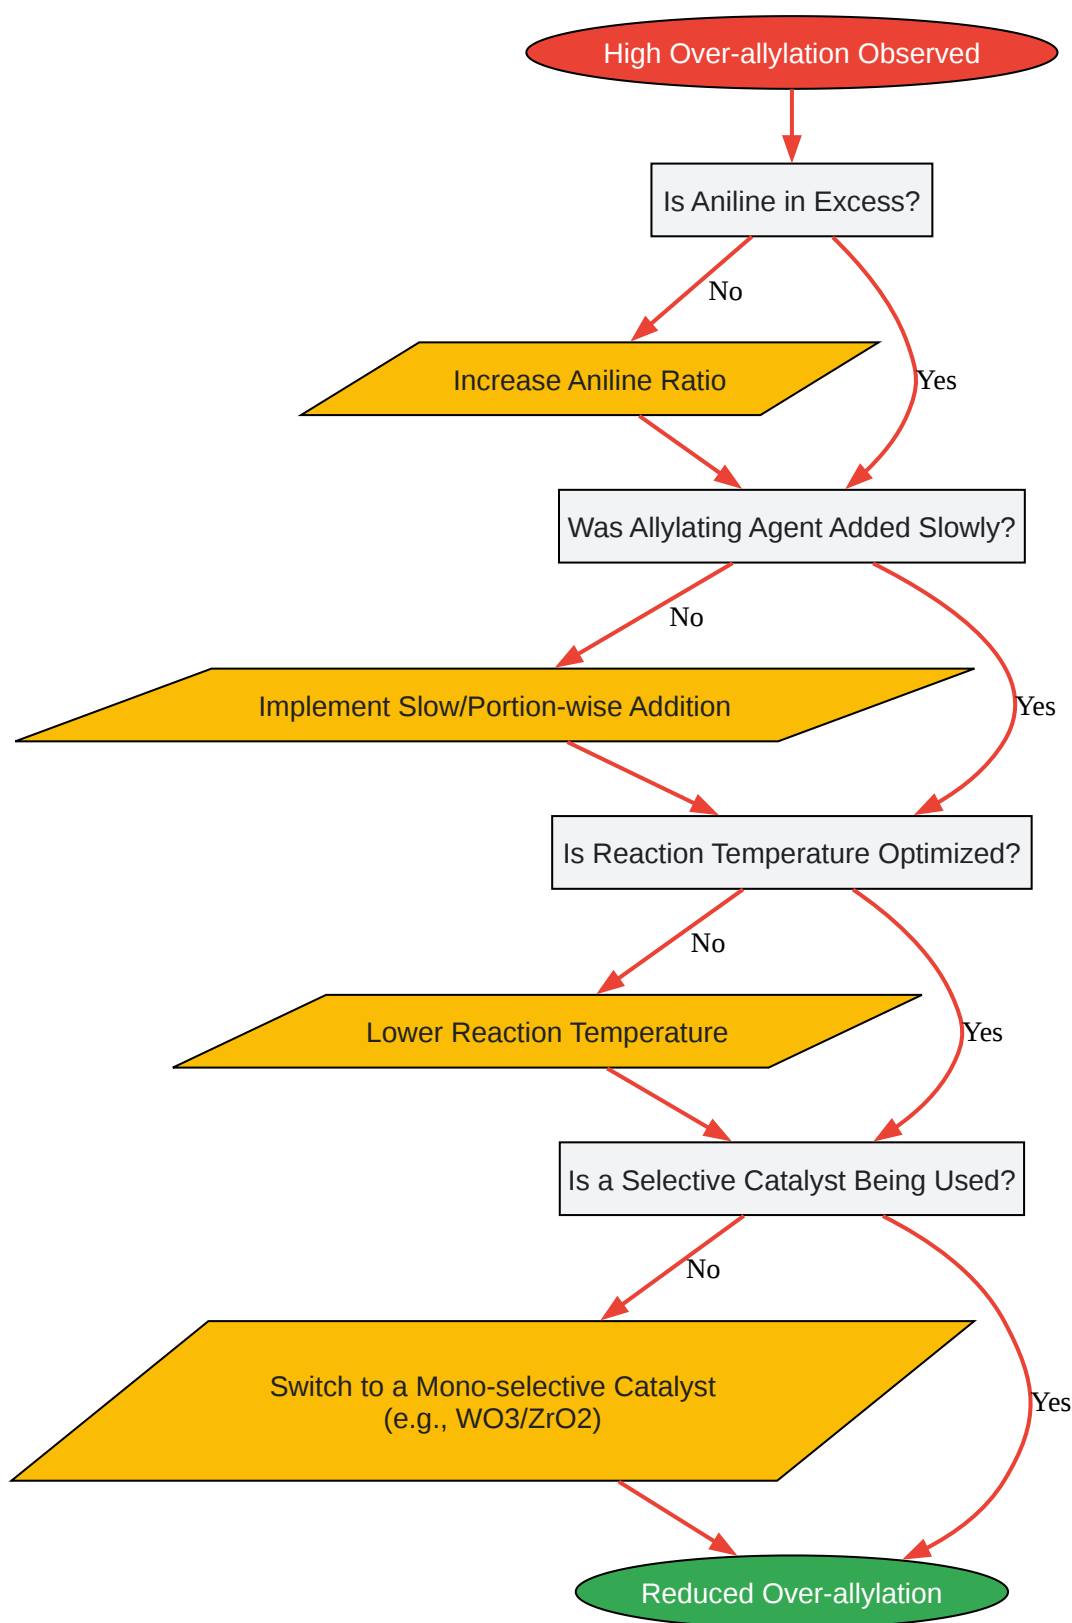 High Over-allylation Observed
Is Aniline in Excess?
No
Increase Aniline Ratio
Yes
Was Allylating Agent Added Slowly?
No
Implement Slow/Portion-wise Addition
Yes
Is Reaction Temperature Optimized?
No
Lower Reaction Temperature
Yes
Is a Selective Catalyst Being Used?
No
Switch to a Mono-selective Catalyst
(e.g., WO3/ZrO2)
Yes
Reduced Over-allylation